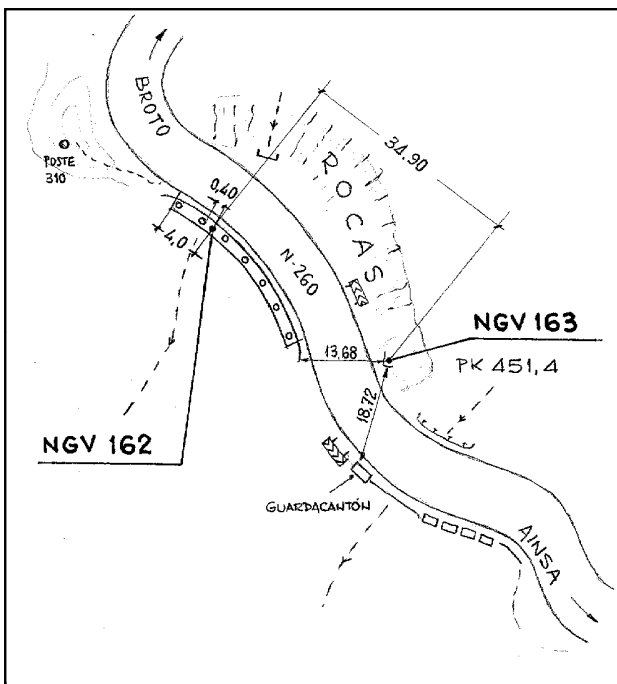 BROTO
POSTE
310
0,40
34.90
4,0
ROCAS
N-260
NGV 163
13,68
PK 451,4
18.72
NGV 162
GUARDACANTÓN
AINSA